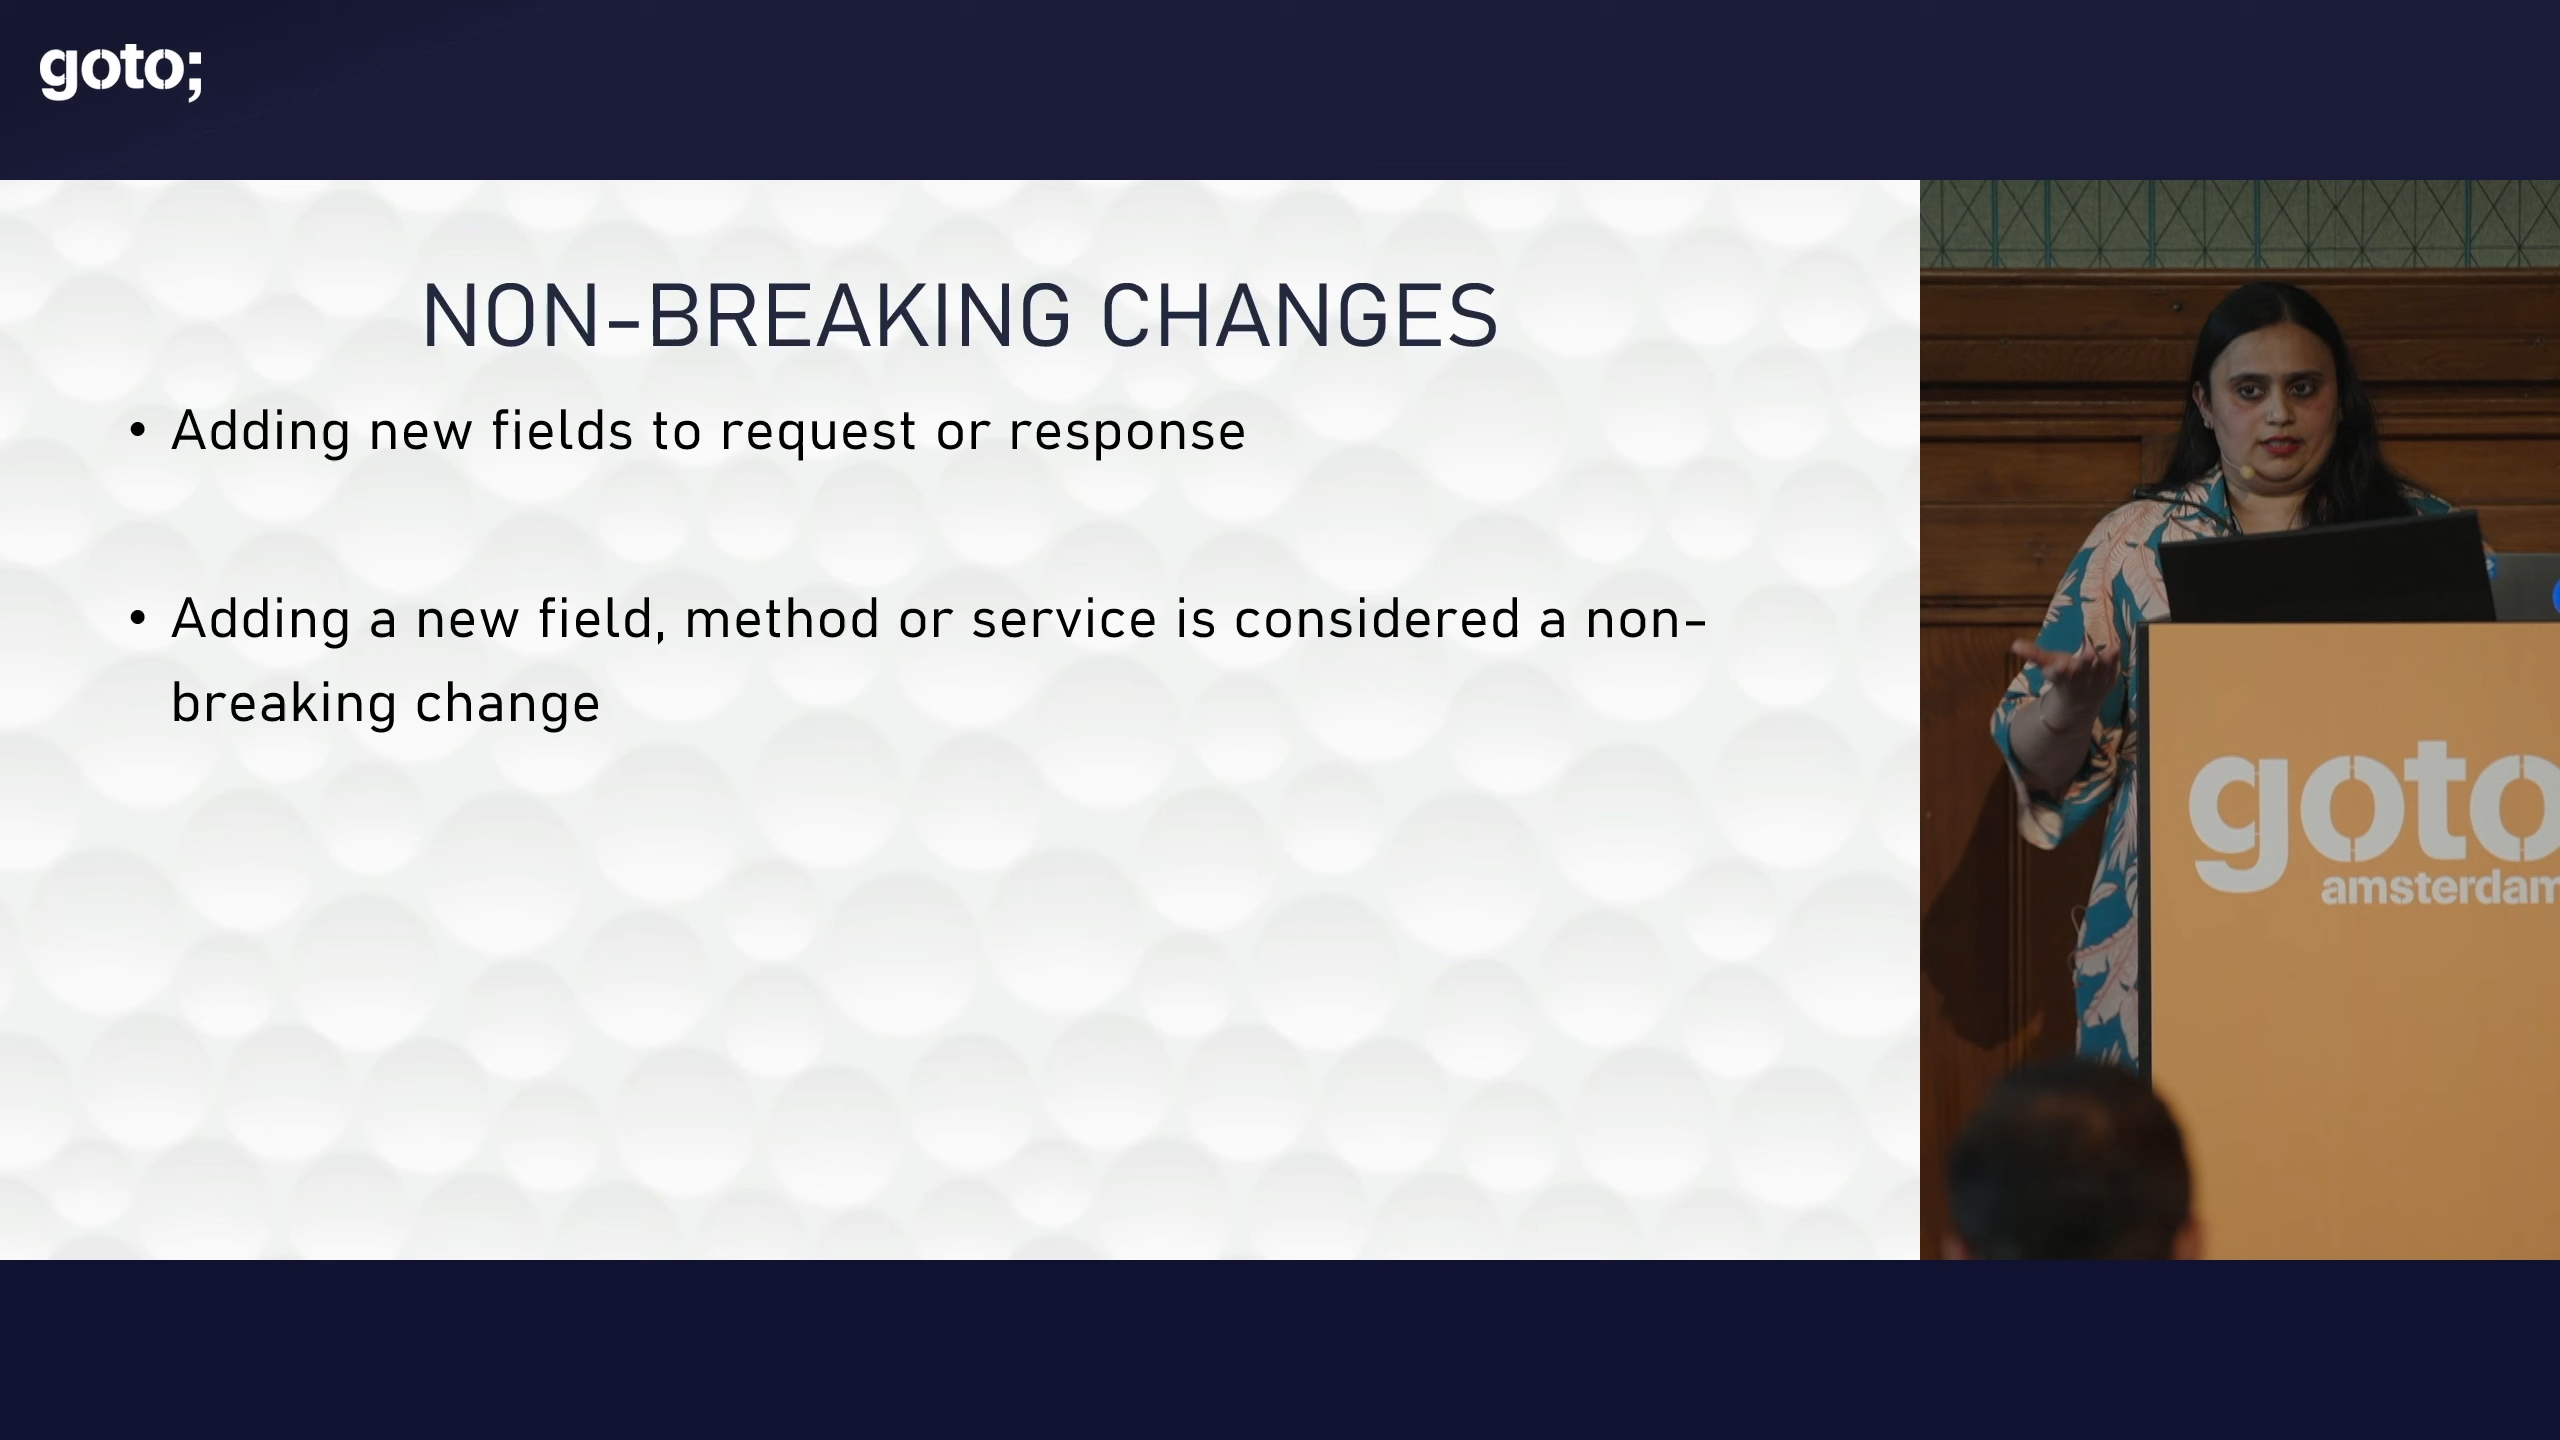 goto;
NON-BREAKING CHANGES
• Adding new fields to request or response
• Adding a new field, method or service is considered a non-
breaking change
goto
amsterdam